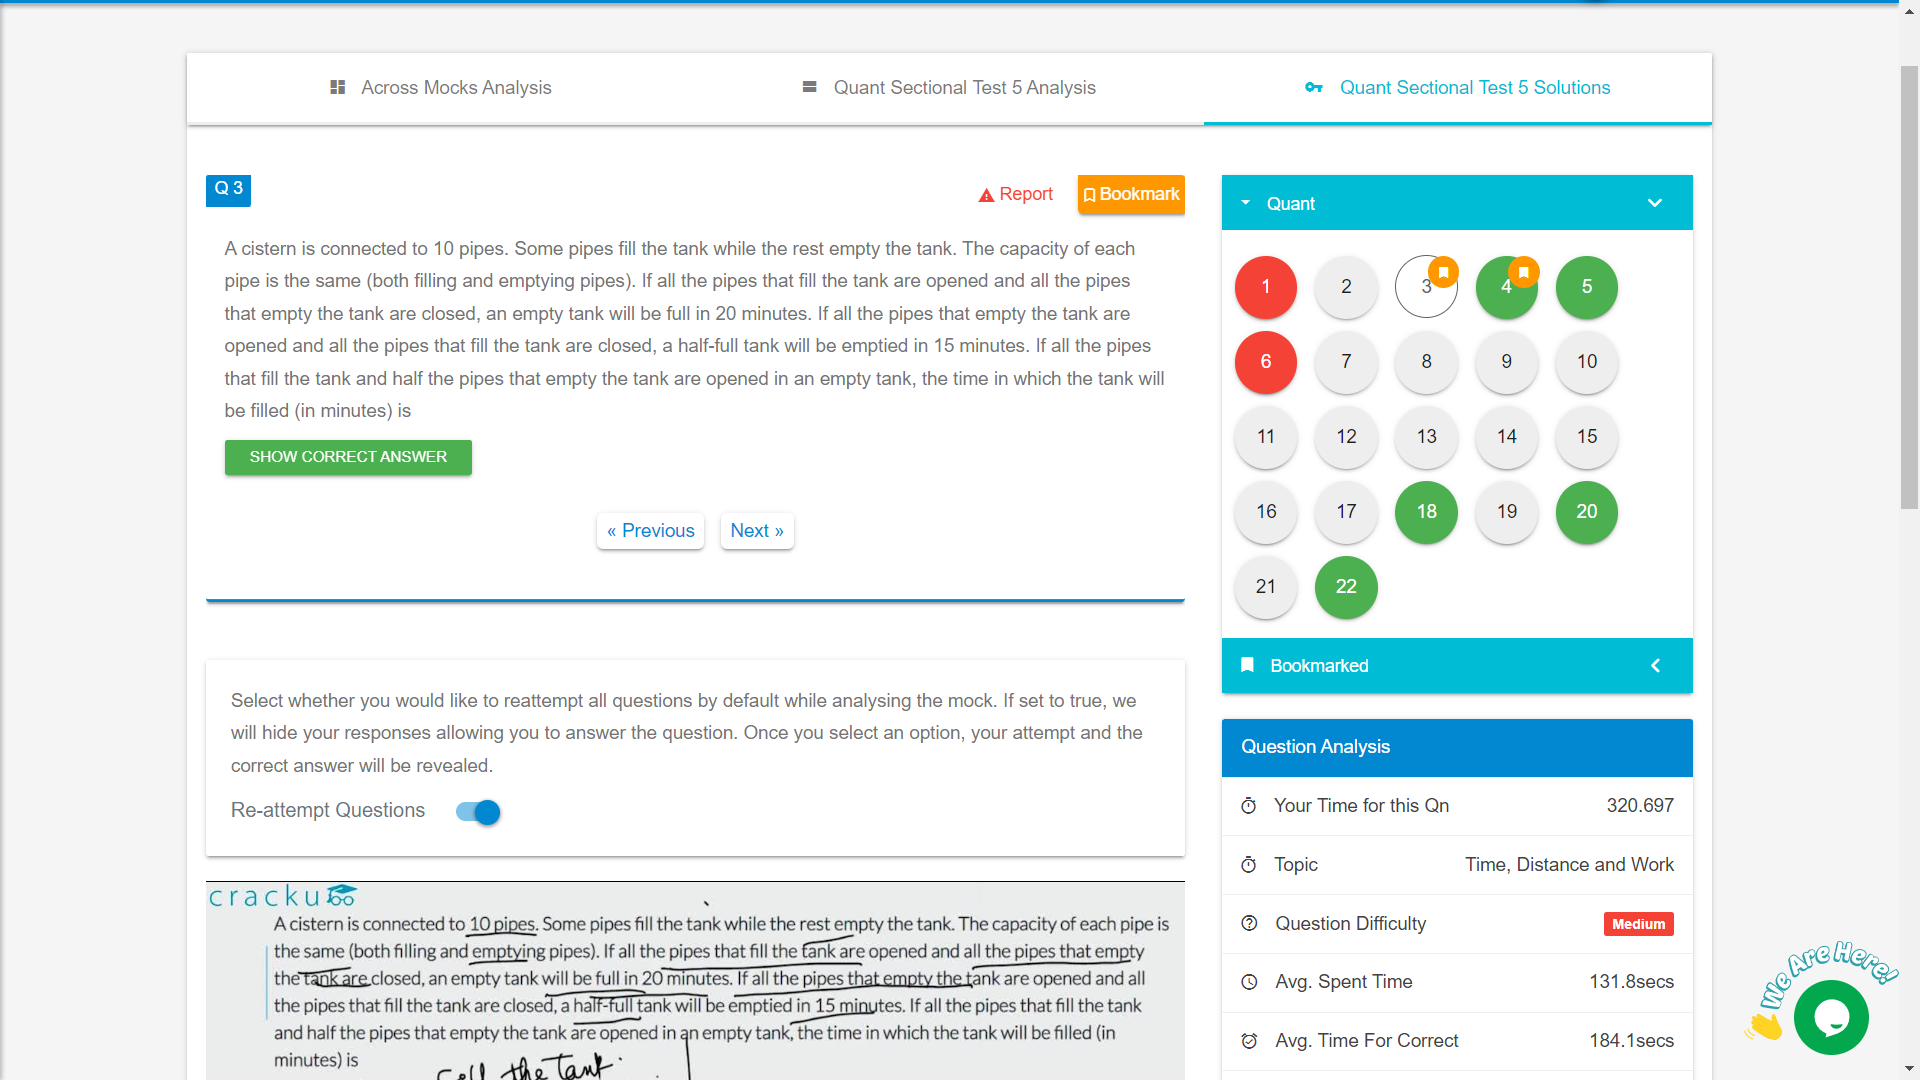 Across Mocks Analysis
Quant Sectional Test 5 Analysis
Quant Sectional Test 5 Solutions
Q 3
Report
Bookmark
A cistern is connected to 10 pipes. Some pipes fill the tank while the rest empty the tank. The capacity of each
pipe is the same (both filling and emptying pipes). If all the pipes that fill the tank are opened and all the pipes
that empty the tank are closed, an empty tank will be full in 20 minutes. If all the pipes that empty the tank are
opened and all the pipes that fill the tank are closed, a half-full tank will be emptied in 15 minutes. If all the pipes
that fill the tank and half the pipes that empty the tank are opened in an empty tank, the time in which the tank will
be filled (in minutes) is
SHOW CORRECT ANSWER
« Previous
Next »
Select whether you would like to reattempt all questions by default while analysing the mock. If set to true, we
will hide your responses allowing you to answer the question. Once you select an option, your attempt and the
correct answer will be revealed.
Re-attempt Questions
cracku
A cistern is connected to 10 pipes. Some pipes fill the tank while the rest empty the tank. The capacity of each pipe is
the same (both filling and emptying pipes). If all the pipes that fill the tank are opened and all the pipes that empty
the tank are closed, an empty tank will be full in 20 minutes. If all the pipes that empty the tank are opened and all
the pipes that fill the tank are closed, a half-full tank will be emptied in 15 minutes. If all the pipes that fill the tank
and half the pipes that empty the tank are opened in an empty tank, the time in which the tank will be filled (in
minutes) is
the tank
Quant
1 2 3 4 5
6 7 8 9 10
11 12 13 14 15
16 17 18 19 20
21 22
Bookmarked
Question Analysis
Your Time for this Qn 320.697
Topic Time, Distance and Work
Question Difficulty Medium
Avg. Spent Time 131.8secs
Avg. Time For Correct 184.1secs
We Are Here!